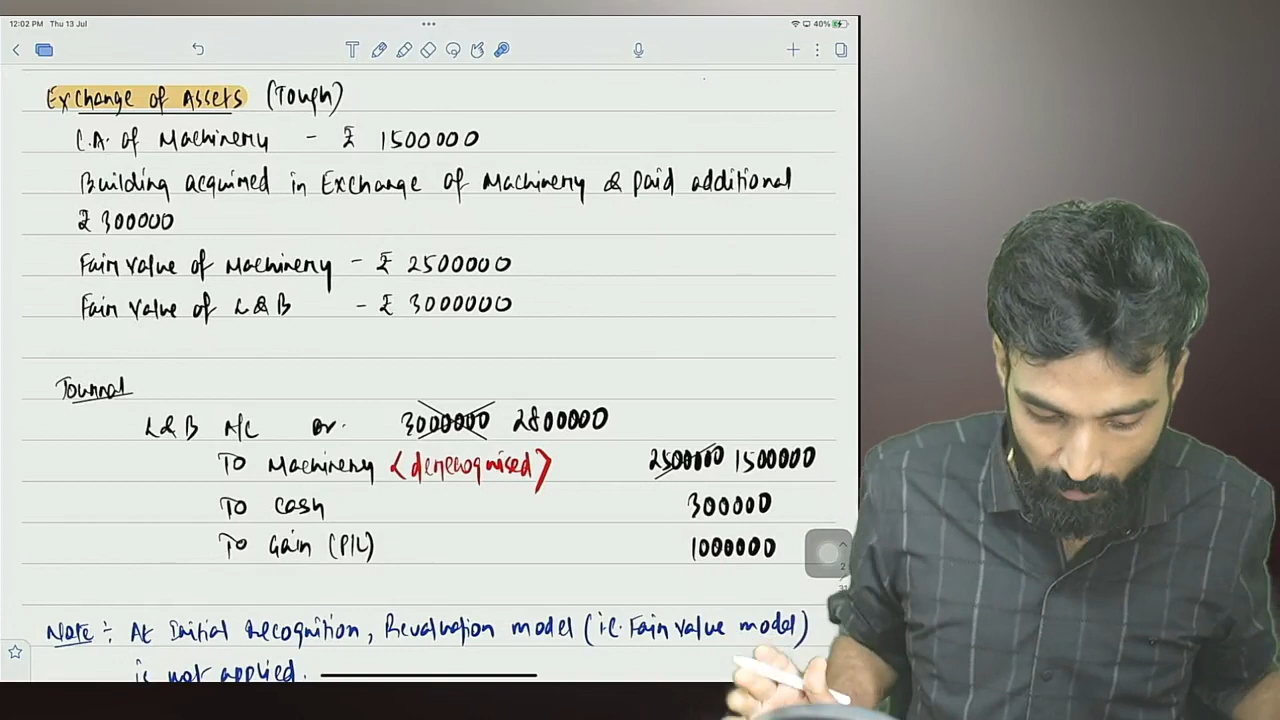 12:02 PM Thu 13 Jul
40%
Exchange of Assets (Tough)
C.A. of Machinery - ₹ 1500000
Building acquired in Exchange of Machinery & paid additional
₹ 300000
Fair value of Machinery - ₹ 2500000
Fair value of L&B - ₹ 3000000
Journal
L&B A/c Dr. 3000000 2800000
To Machinery <derecognised> 2500000 1500000
To Cash 300000
To Gain (P/L) 1000000
Note :- At Initial recognition, Revaluation model (i.e. Fair value model)
is not applied.